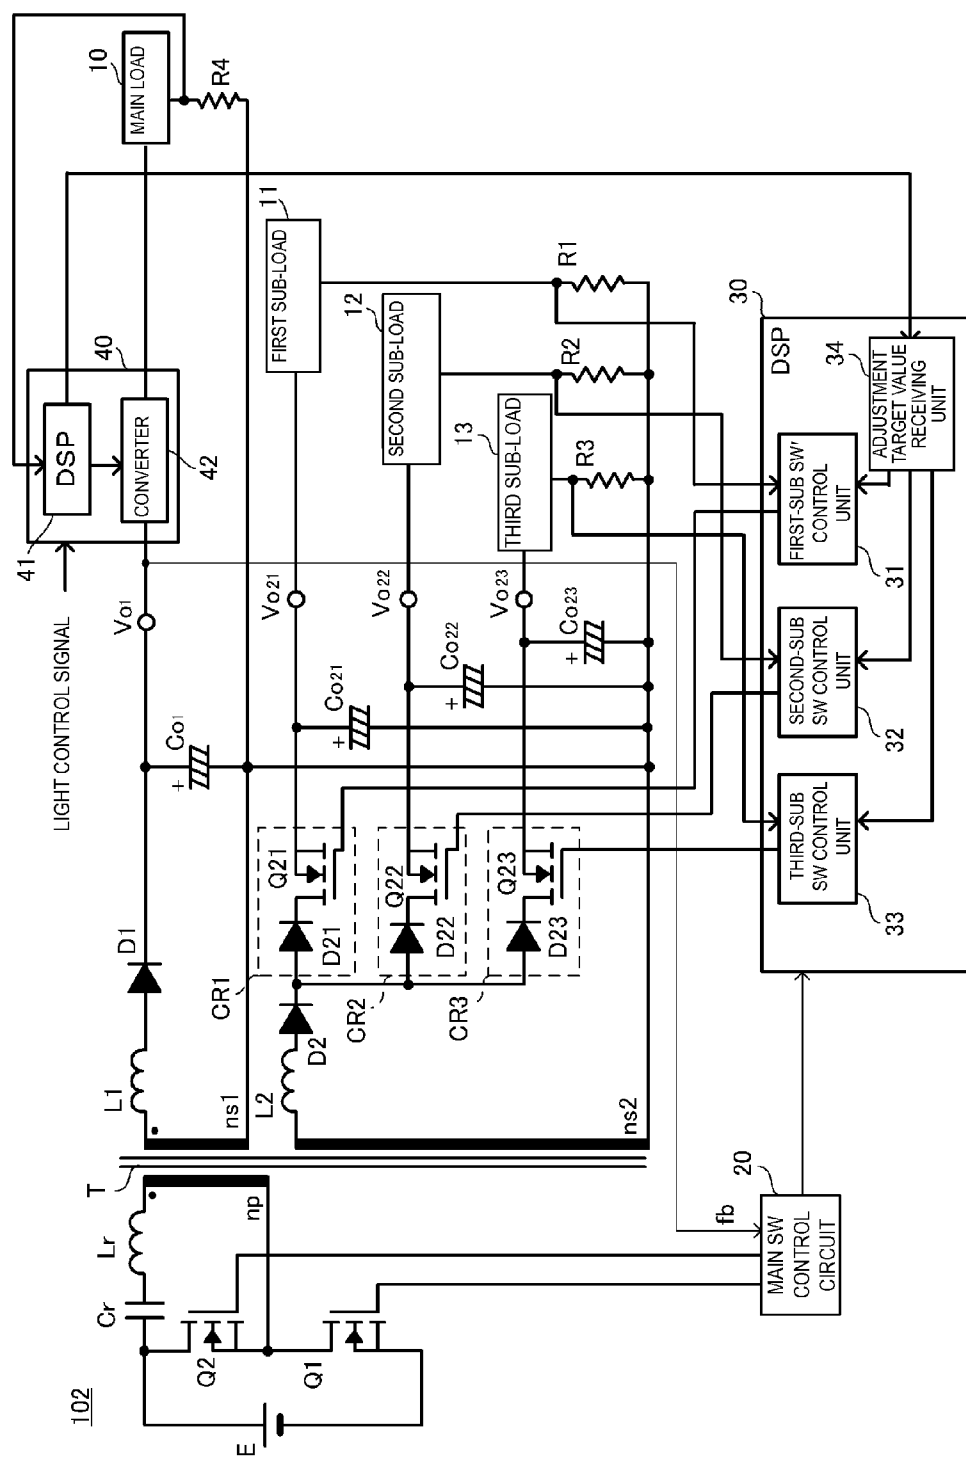 102
E
Cr
Lr
Q2
Q1
T
np
L1
ns1
L2
ns2
D1
D2
CR1
CR2
CR3
D21
D22
D23
Q21
Q22
Q23
+
Co1
+
Co21
+
Co22
+
Co23
Vo1
Vo21
Vo22
Vo23
LIGHT CONTROL SIGNAL
41
DSP
CONVERTER
42
40
10
MAIN LOAD
R4
FIRST SUB-LOAD
11
SECOND SUB-LOAD
12
THIRD SUB-LOAD
13
R1
R2
R3
fb
20
MAIN SW
CONTROL
CIRCUIT
30
DSP
THIRD-SUB
SW CONTROL
UNIT
33
SECOND-SUB
SW CONTROL
UNIT
32
FIRST-SUB SW'
CONTROL
UNIT
31
34
ADJUSTMENT
TARGET VALUE
RECEIVING
UNIT